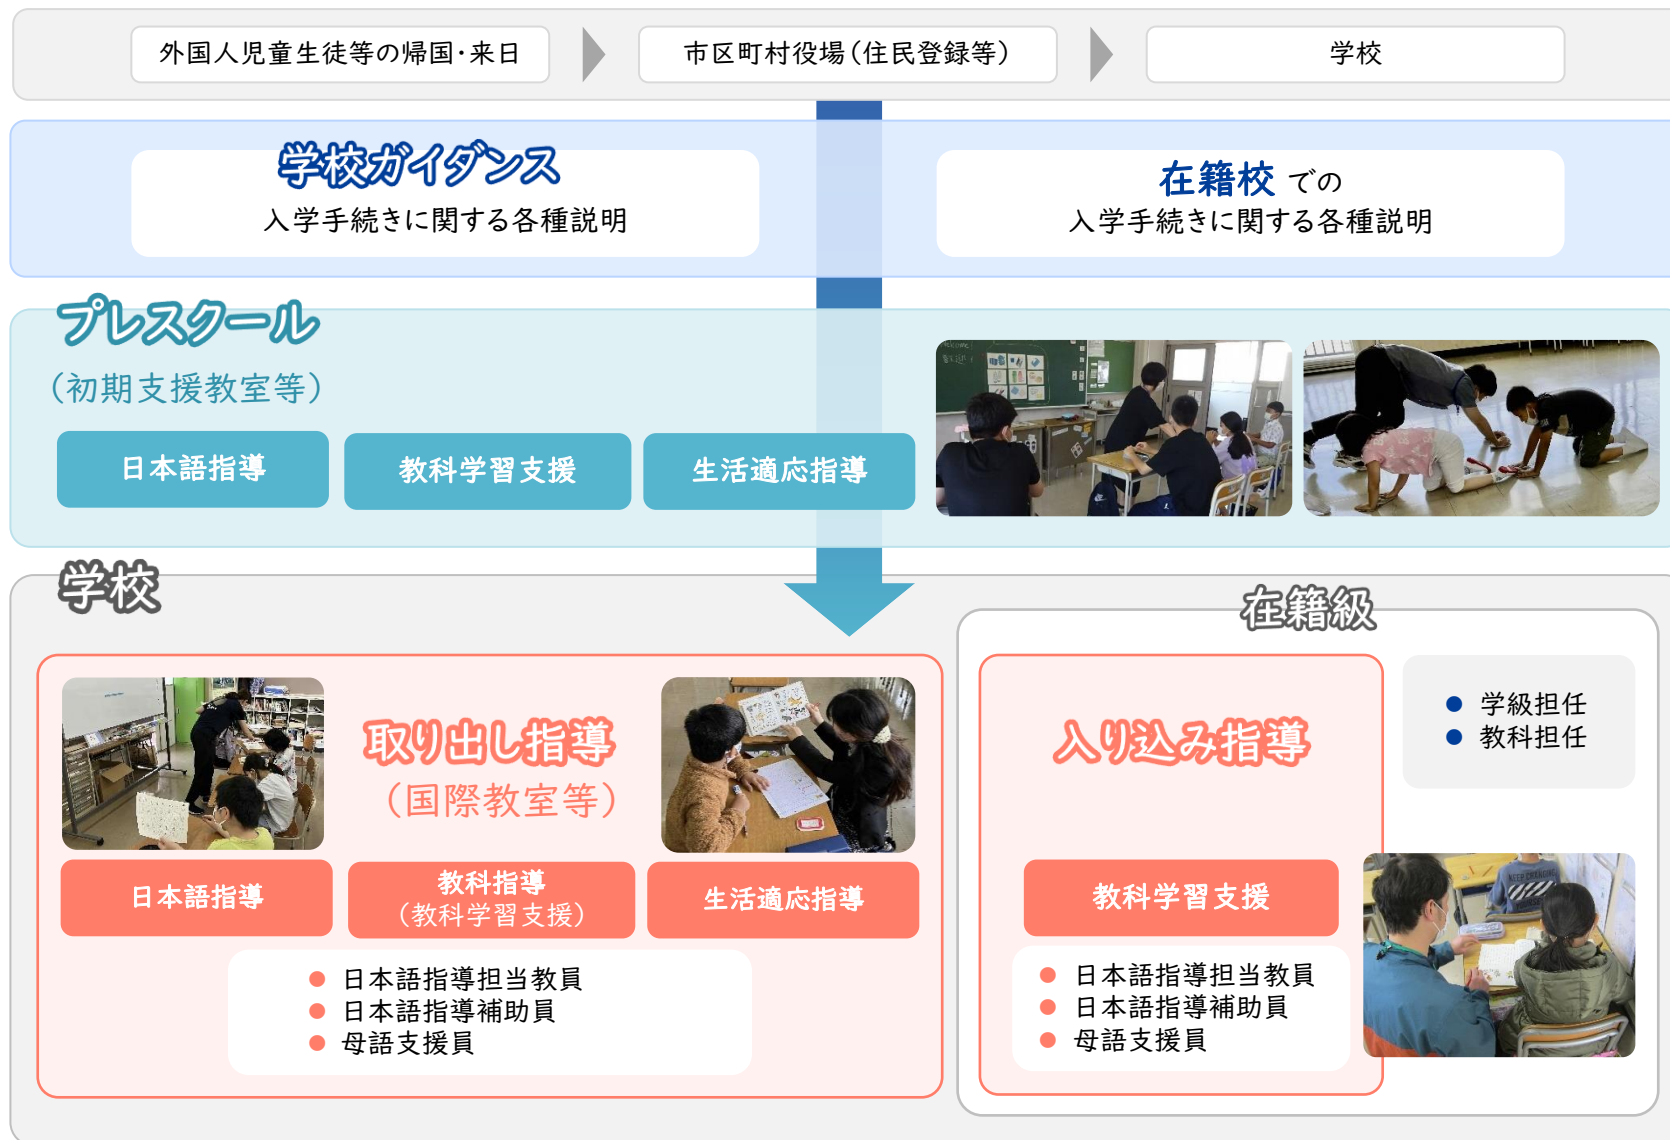 外国人児童生徒等の帰国・来日
市区町村役場（住民登録等）
学校
学校ガイダンス
入学手続きに関する各種説明
在籍校 での
入学手続きに関する各種説明
プレスクール
（初期支援教室等）
日本語指導
教科学習支援
生活適応指導
学校
取り出し指導
（国際教室等）
日本語指導
教科指導
（教科学習支援）
生活適応指導
● 日本語指導担当教員
● 日本語指導補助員
● 母語支援員
在籍級
入り込み指導
教科学習支援
● 日本語指導担当教員
● 日本語指導補助員
● 母語支援員
● 学級担任
● 教科担任